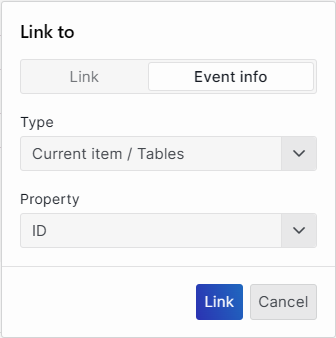 Link to
Link Event info
Type
Current item / Tables
Property
ID
Link Cancel